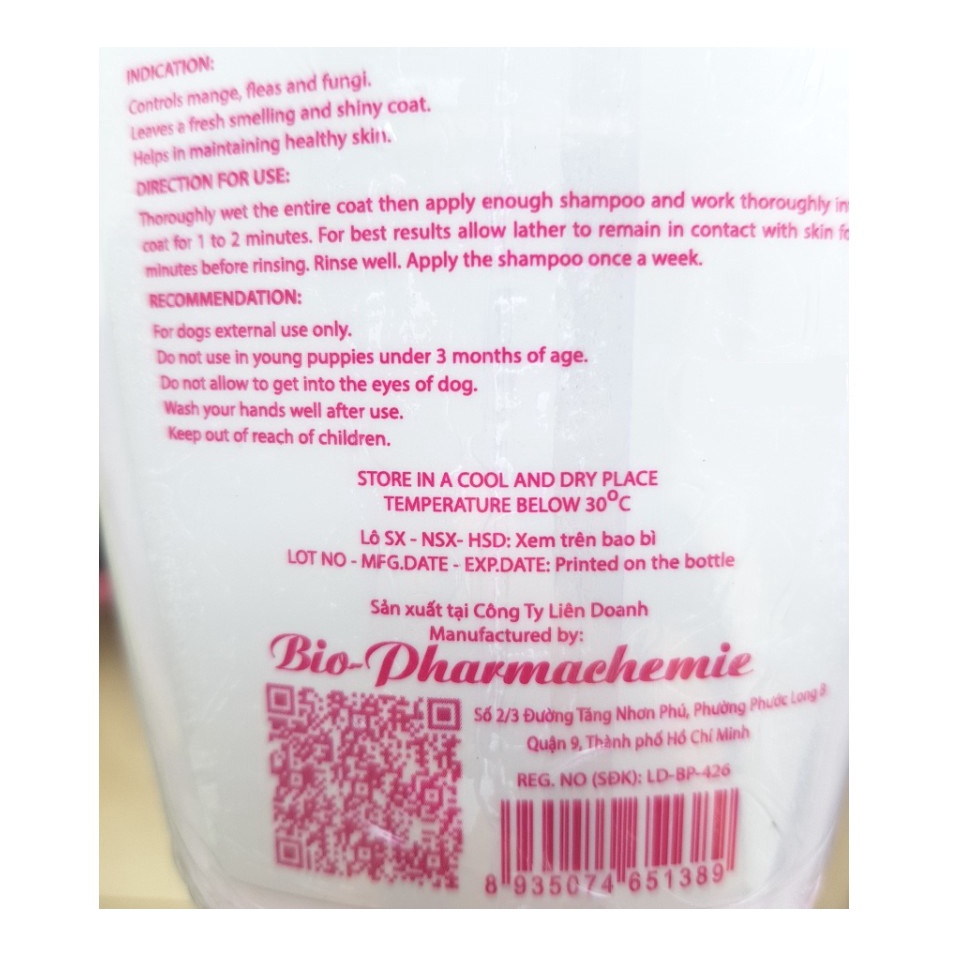 INDICATION:
Controls mange, fleas and fungi.
Leaves a fresh smelling and shiny coat.
Helps in maintaining healthy skin.
DIRECTION FOR USE:
Thoroughly wet the entire coat then apply enough shampoo and work thoroughly in
coat for 1 to 2 minutes. For best results allow lather to remain in contact with skin fo
minutes before rinsing. Rinse well. Apply the shampoo once a week.
RECOMMENDATION:
For dogs external use only.
Do not use in young puppies under 3 months of age.
Do not allow to get into the eyes of dog.
Wash your hands well after use.
Keep out of reach of children.
STORE IN A COOL AND DRY PLACE
TEMPERATURE BELOW 30°C
Lô SX - NSX- HSD: Xem trên bao bì
LOT NO - MFG.DATE - EXP.DATE: Printed on the bottle
Sản xuất tại Công Ty Liên Doanh
Manufactured by:
Bio-Pharmachemie
Số 2/3 Đường Tăng Nhơn Phú, Phường Phước Long B
Quận 9, Thành phố Hồ Chí Minh
REG. NO (SĐK): LD-BP-426
8 935074 651389